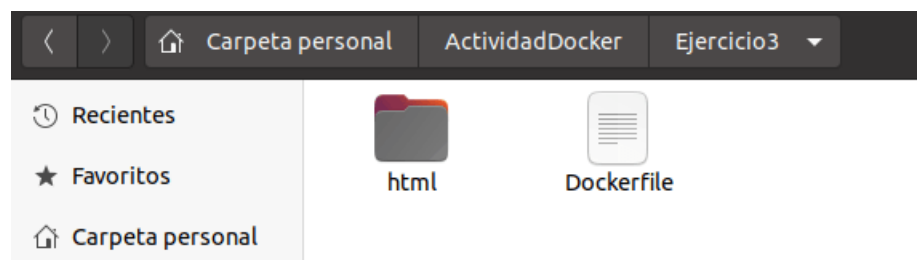 Carpeta personal ActividadDocker Ejercicio3
Recientes
Favoritos
Carpeta personal
html Dockerfile